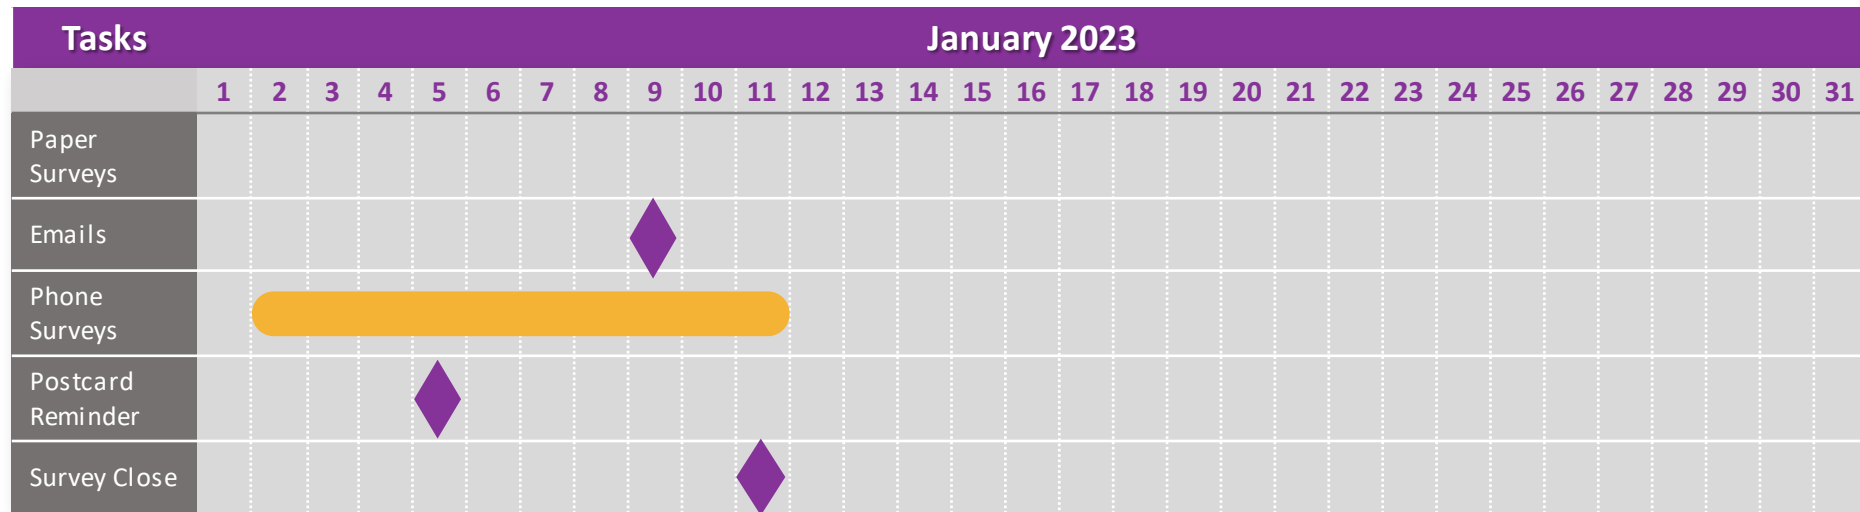 Tasks January 2023
1 2 3 4 5 6 7 8 9 10 11 12 13 14 15 16 17 18 19 20 21 22 23 24 25 26 27 28 29 30 31
Paper
Surveys
Emails
Phone
Surveys
Postcard
Reminder
Survey Close